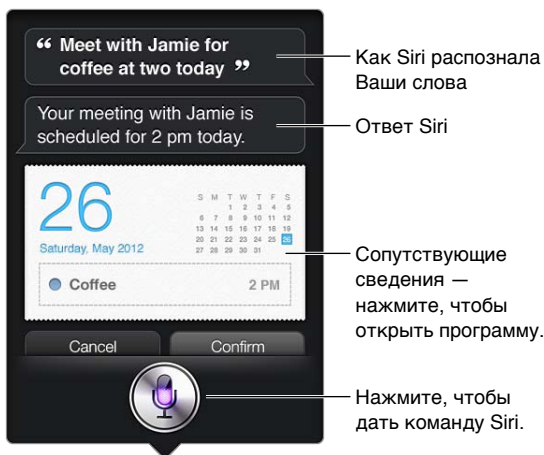 “ Meet with Jamie for
coffee at two today ”
Как Siri распознала
Ваши слова
Your meeting with Jamie is
scheduled for 2 pm today.
Ответ Siri
26
Saturday, May 2012
S M T W T F S
1 2 3 4 5
6 7 8 9 10 11 12
13 14 15 16 17 18 19
20 21 22 23 24 25 26
27 28 29 30 31
Coffee 2 PM
Сопутствующие
сведения —
нажмите, чтобы
открыть программу.
Cancel Confirm
Нажмите, чтобы
дать команду Siri.